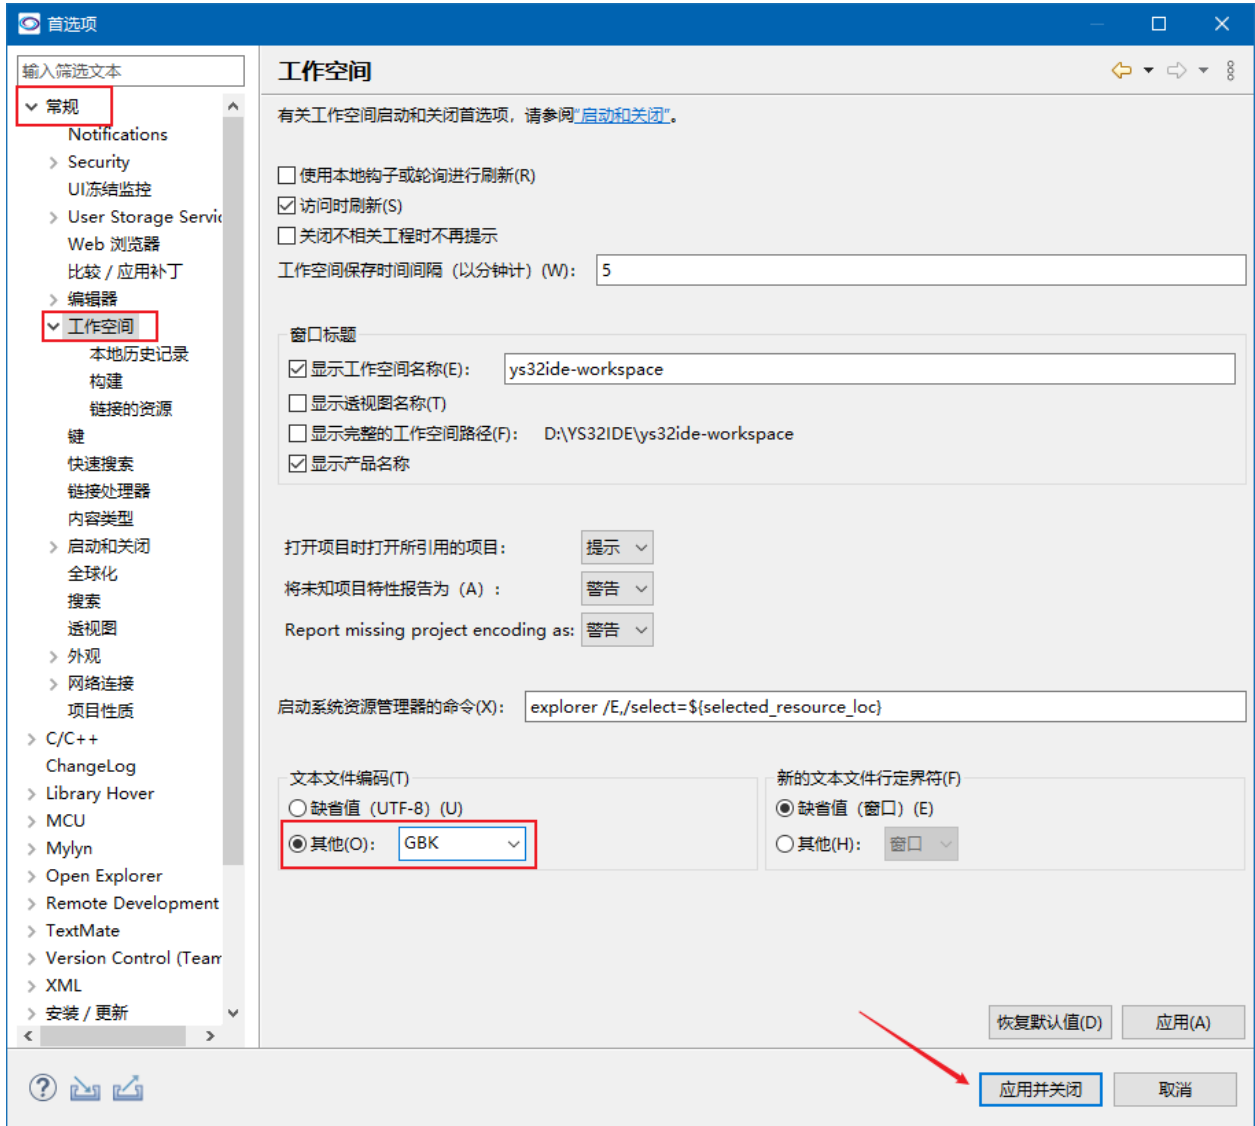 首选项
输入筛选文本
常规
Notifications
Security
UI冻结监控
User Storage Servic
Web 浏览器
比较 / 应用补丁
编辑器
工作空间
本地历史记录
构建
链接的资源
键
快速搜索
链接处理器
内容类型
启动和关闭
全球化
搜索
透视图
外观
网络连接
项目性质
C/C++
ChangeLog
Library Hover
MCU
Mylyn
Open Explorer
Remote Development
TextMate
Version Control (Team
XML
安装 / 更新
工作空间
有关工作空间启动和关闭首选项，请参阅“启动和关闭”。
使用本地钩子或轮询进行刷新(R)
访问时刷新(S)
关闭不相关工程时不再提示
工作空间保存时间间隔（以分钟计）(W)： 5
窗口标题
显示工作空间名称(E)： ys32ide-workspace
显示透视图名称(T)
显示完整的工作空间路径(F)： D:\YS32IDE\ys32ide-workspace
显示产品名称
打开项目时打开所引用的项目： 提示
将未知项目特性报告为（A）： 警告
Report missing project encoding as: 警告
启动系统资源管理器的命令(X)： explorer /E,/select=${selected_resource_loc}
文本文件编码(T)
缺省值（UTF-8）(U)
其他(O)： GBK
新的文本文件行定界符(F)
缺省值（窗口）(E)
其他(H)： 窗口
恢复默认值(D) 应用(A)
应用并关闭 取消